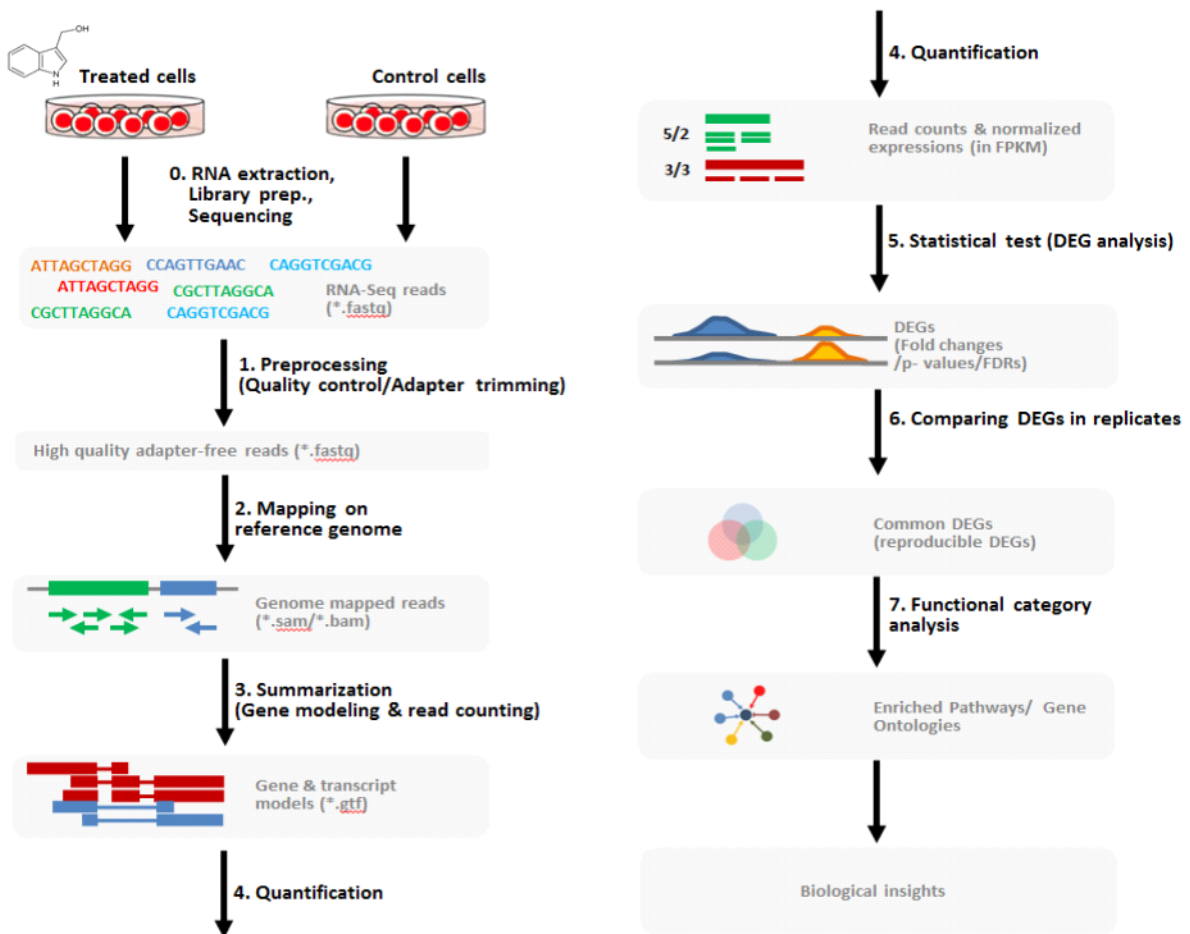 OH
N
H
Treated cells
Control cells
0. RNA extraction,
Library prep.,
Sequencing
ATTAGCTAGG CCAGTTGAAC CAGGTCGACG
ATTAGCTAGG CGCTTAGGCA
CGCTTAGGCA CAGGTCGACG
RNA-Seq reads
(*.fastq)
1. Preprocessing
(Quality control/Adapter trimming)
High quality adapter-free reads (*.fastq)
2. Mapping on
reference genome
Genome mapped reads
(*.sam/*.bam)
3. Summarization
(Gene modeling & read counting)
Gene & transcript
models (*.gtf)
4. Quantification
4. Quantification
5/2
3/3
Read counts & normalized
expressions (in FPKM)
5. Statistical test (DEG analysis)
DEGs
(Fold changes
/p- values/FDRs)
6. Comparing DEGs in replicates
Common DEGs
(reproducible DEGs)
7. Functional category
analysis
Enriched Pathways/ Gene
Ontologies
Biological insights